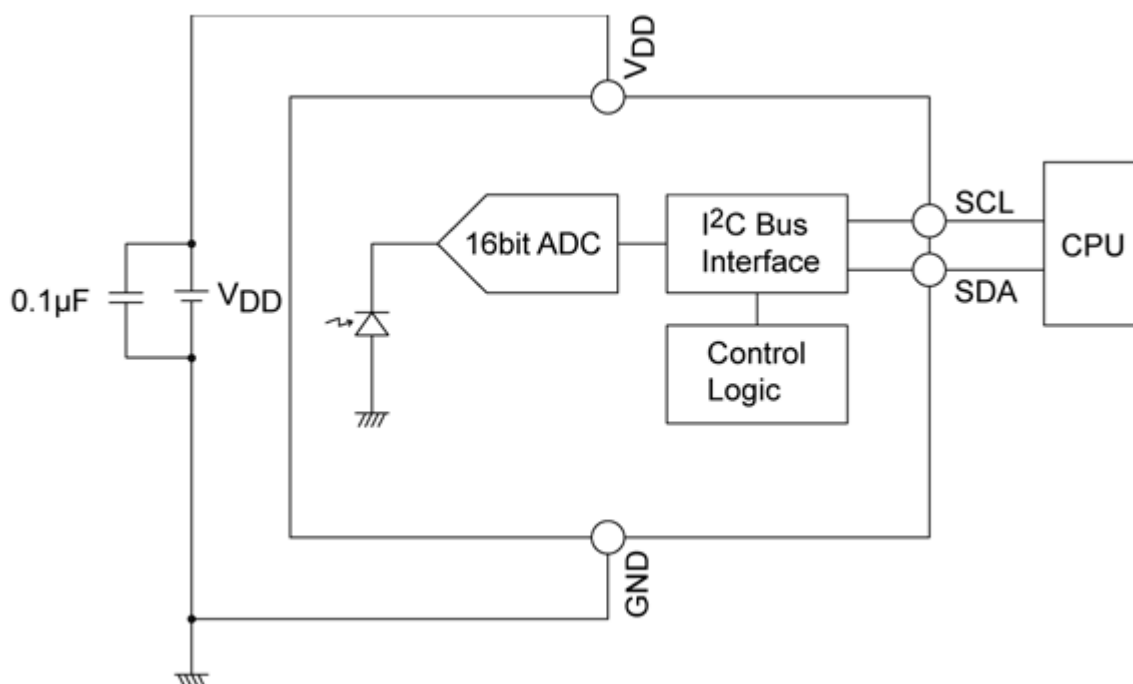 VDD
SCL
16bit ADC
I²C Bus
Interface
CPU
0.1µF
VDD
SDA
Control
Logic
GND